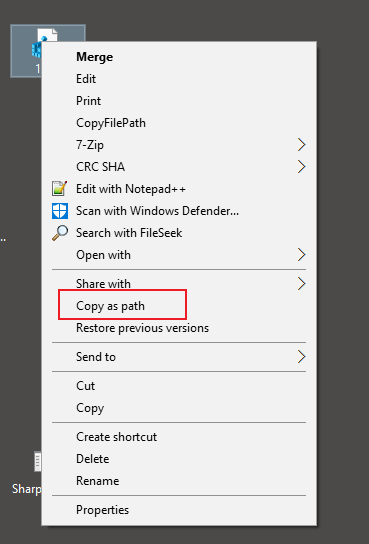 1
Merge
Edit
Print
CopyFilePath
7-Zip
CRC SHA
Edit with Notepad++
Scan with Windows Defender...
Search with FileSeek
Open with
..
Share with
Copy as path
Restore previous versions
Send to
Cut
Copy
Create shortcut
Delete
Rename
Sharp
Properties